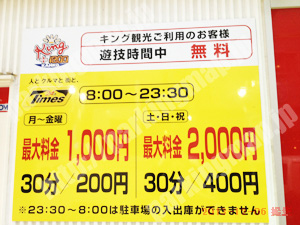 King
キング観光ご利用のお客様
遊技時間中 無料
人とクルマと街と、
Times 8:00～23:30
月～金曜 土・日・祝
最大料金 1,000円 最大料金 2,000円
30分/200円 30分/400円
※23:30～8:00は駐車場の入出庫ができません